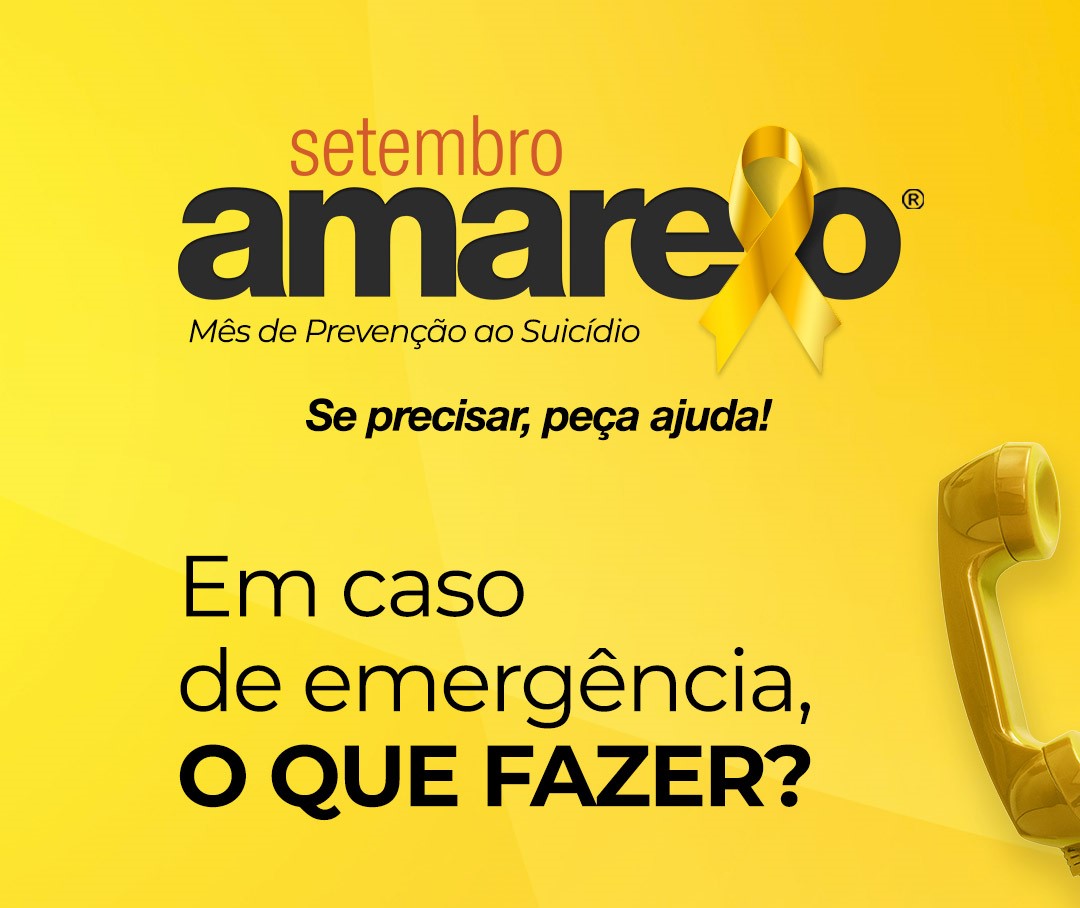 setembro
amarelo®
Mês de Prevenção ao Suicídio
Se precisar, peça ajuda!
Em caso
de emergência,
O QUE FAZER?